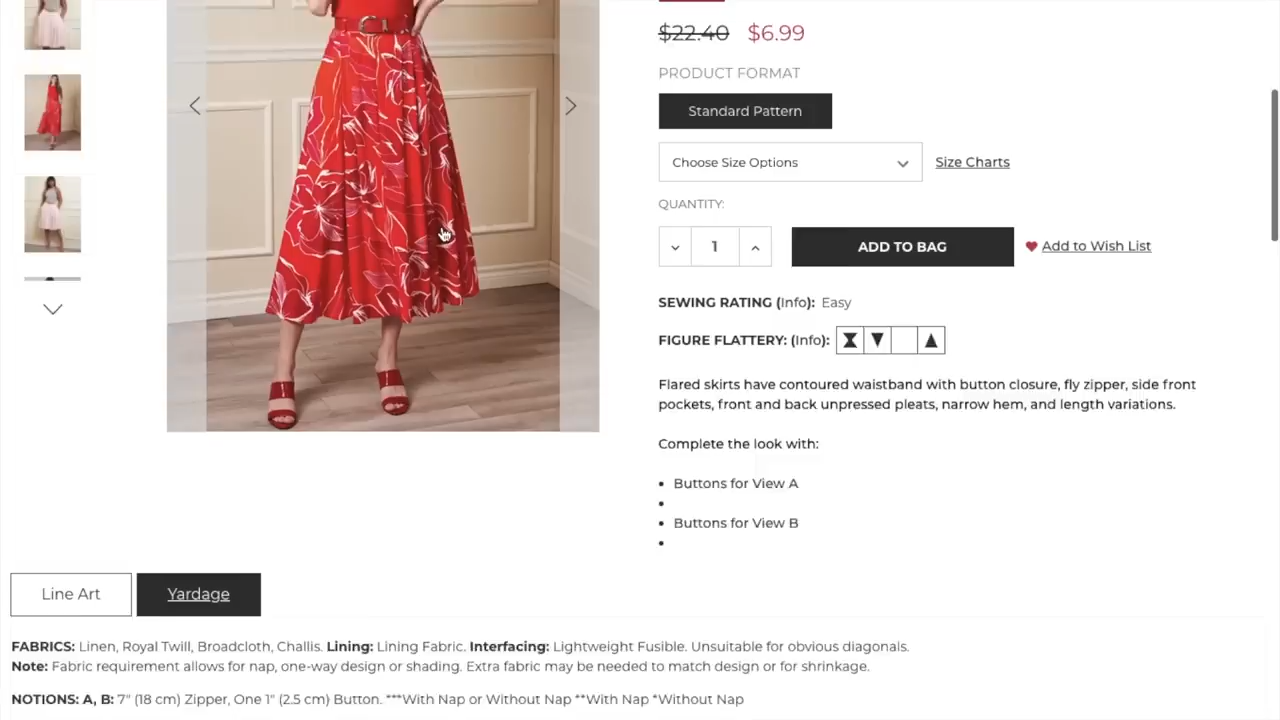 $22.40 $6.99
PRODUCT FORMAT
Standard Pattern
Choose Size Options
Size Charts
QUANTITY:
1
ADD TO BAG
Add to Wish List
SEWING RATING (Info): Easy
FIGURE FLATTERY: (Info):
Flared skirts have contoured waistband with button closure, fly zipper, side front
pockets, front and back unpressed pleats, narrow hem, and length variations.
Complete the look with:
• Buttons for View A
•
• Buttons for View B
•
Line Art
Yardage
FABRICS: Linen, Royal Twill, Broadcloth, Challis. Lining: Lining Fabric. Interfacing: Lightweight Fusible. Unsuitable for obvious diagonals.
Note: Fabric requirement allows for nap, one-way design or shading. Extra fabric may be needed to match design or for shrinkage.
NOTIONS: A, B: 7" (18 cm) Zipper, One 1" (2.5 cm) Button. ***With Nap or Without Nap **With Nap *Without Nap